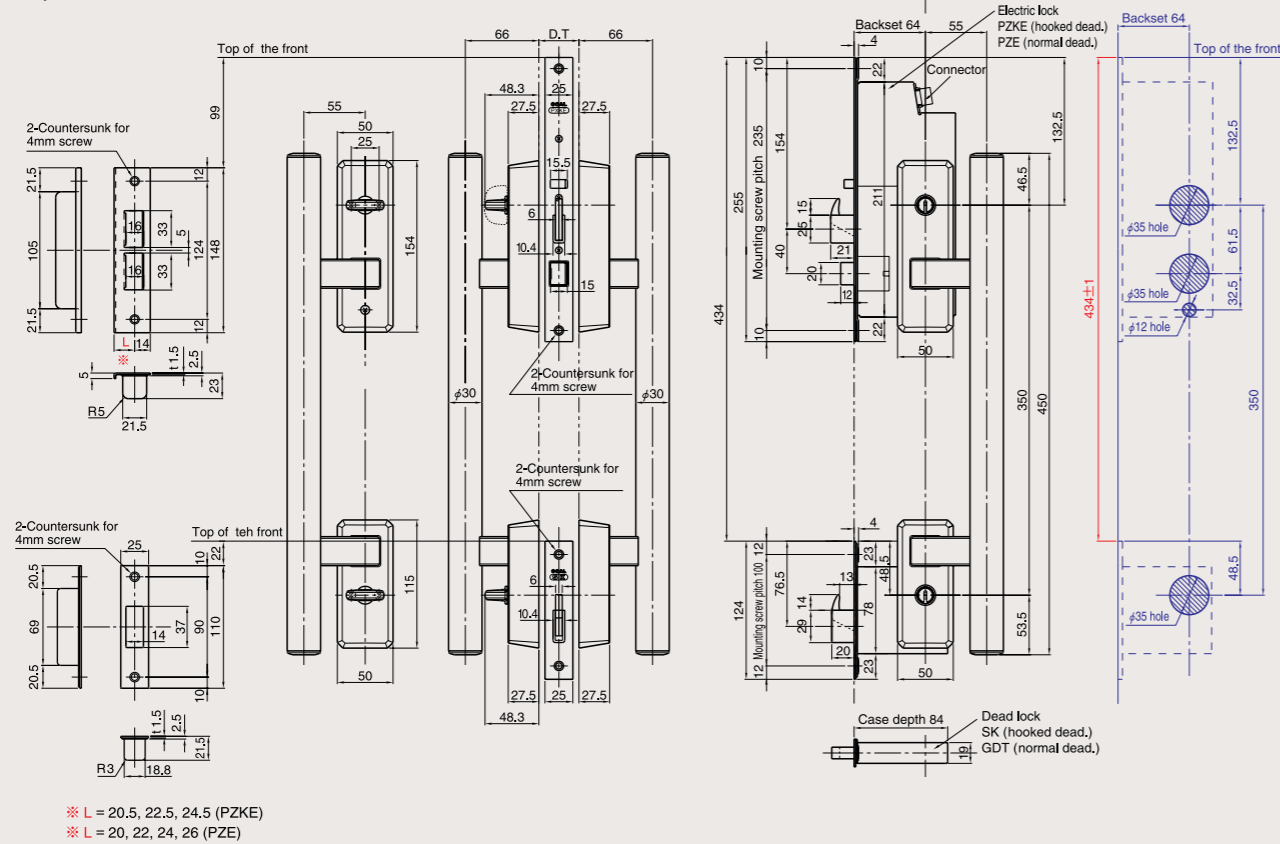 Top of the front
99
2-Countersunk for
4mm screw
21.5
105
21.5
12
16
33
5
16
33
124
148
12
L
14
※
5
t 1.5
2.5
23
R5
21.5
55
50
25
154
66
D.T
66
48.3
25
27.5
27.5
GOAL
15.5
6
10.4
15
2-Countersunk for
4mm screw
φ30
φ30
2-Countersunk for
4mm screw
Top of teh front
22
2-Countersunk for
4mm screw
25
10
20.5
69
20.5
14
37
90
110
10
t 1.5
2.5
21.5
R3
18.8
115
50
GOAL
6
10.4
27.5
25
27.5
48.3
Electric lock
PZKE (hooked dead.)
PZE (normal dead.)
Connector
Backset 64
55
4
10
22
132.5
154
Mounting screw pitch 235
255
434
211
46.5
15
25
40
21
20
12
10
22
50
350
450
4
12
23
48.5
76.5
13
Mounting screw pitch 100
124
14
29
78
20
12
23
53.5
50
Case depth 84
19
Dead lock
SK (hooked dead.)
GDT (normal dead.)
Backset 64
Top of the front
132.5
φ35 hole
61.5
φ35 hole
32.5
φ12 hole
434±1
350
48.5
φ35 hole
※ L = 20.5, 22.5, 24.5 (PZKE)
※ L = 20, 22, 24, 26 (PZE)